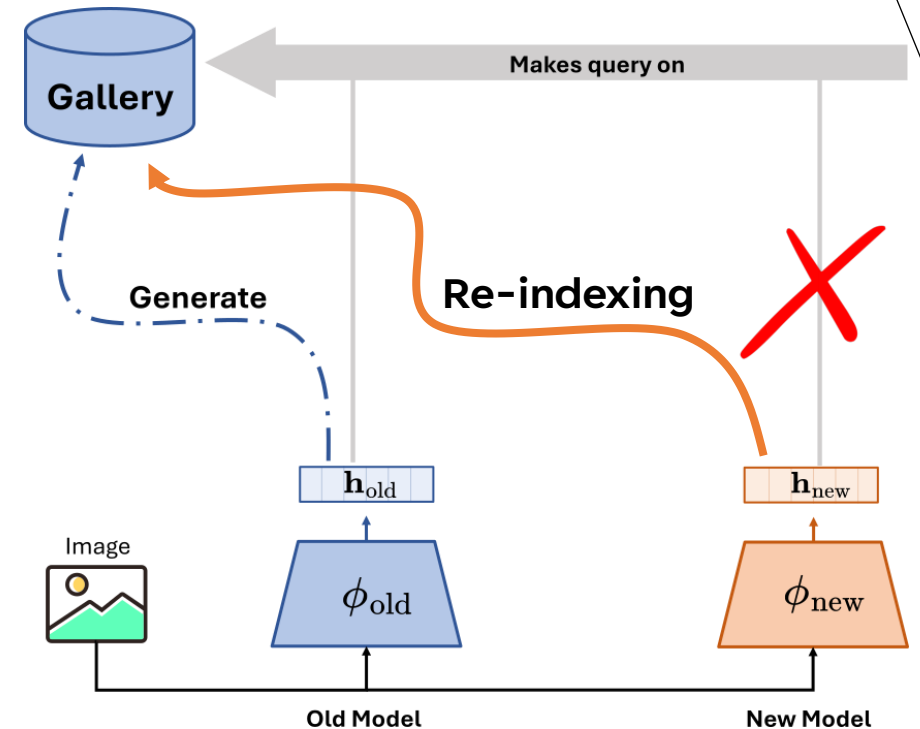 Makes query on
Gallery
Generate
Re-indexing
h_old
h_new
Image
ϕ_old
ϕ_new
Old Model
New Model